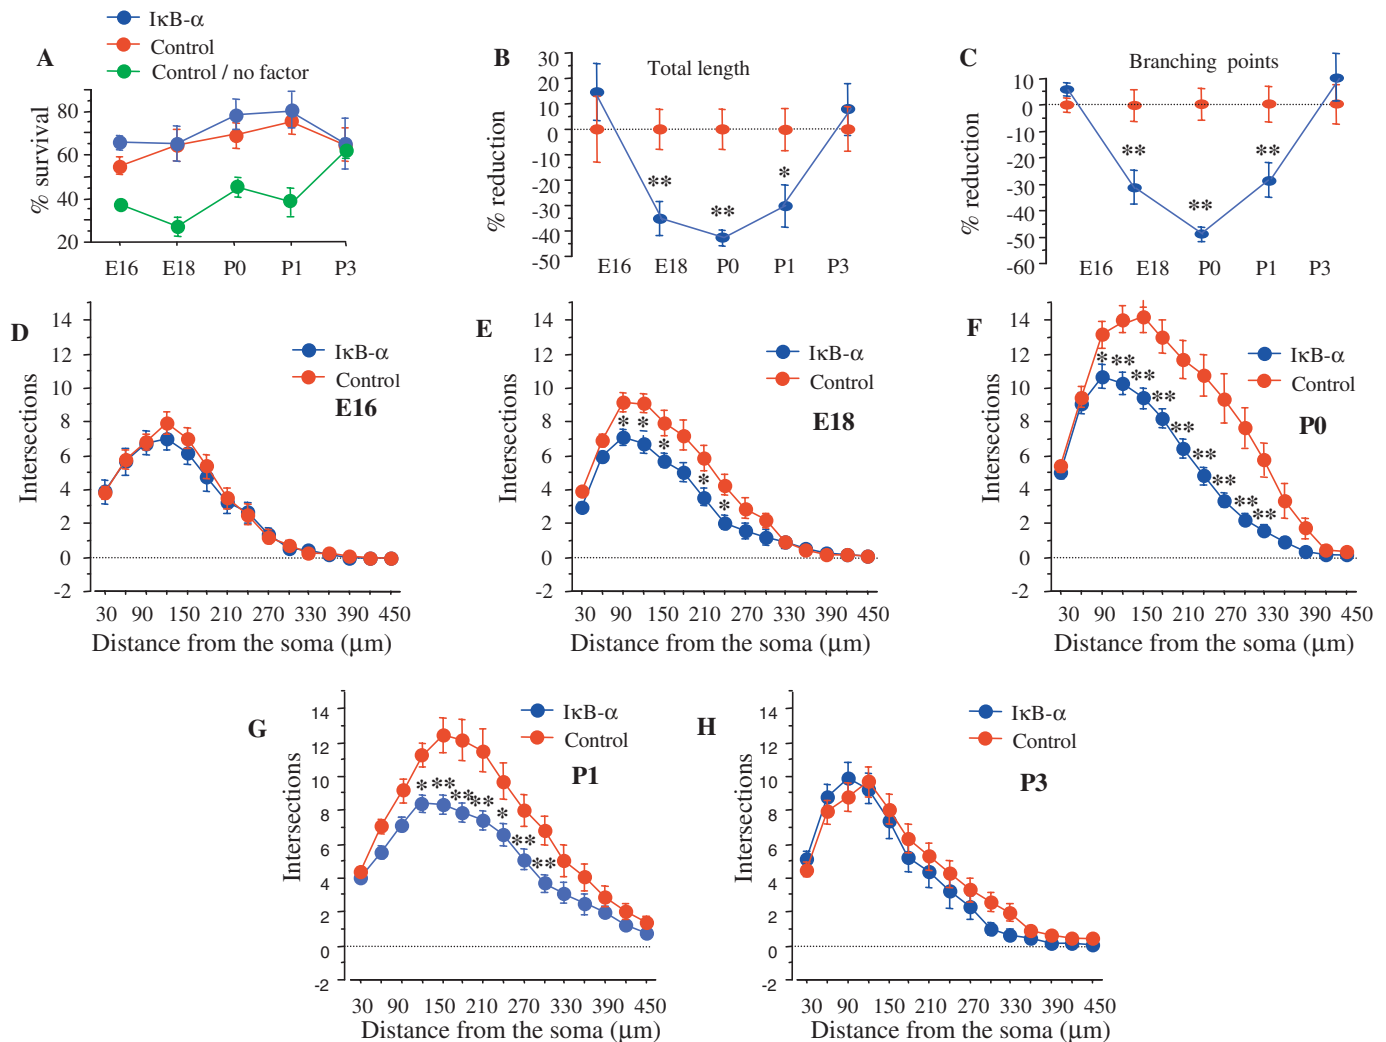 A
IκB-α
Control
Control / no factor
% survival
80
60
40
20
E16 E18 P0 P1 P3
B
Total length
% reduction
30
20
10
0
-10
-20
-30
-40
-50
** ** *
E16 E18 P0 P1 P3
C
Branching points
% reduction
10
0
-10
-20
-30
-40
-50
-60
** ** **
E16 E18 P0 P1 P3
D
IκB-α
Control
E16
Intersections
14
12
10
8
6
4
2
0
-2
30 90 150 210 270 330 390 450
Distance from the soma (μm)
E
IκB-α
Control
E18
Intersections
14
12
10
8
6
4
2
0
-2
* * * * *
30 90 150 210 270 330 390 450
Distance from the soma (μm)
F
IκB-α
Control
P0
Intersections
14
12
10
8
6
4
2
0
-2
* ** ** ** ** ** ** ** **
30 90 150 210 270 330 390 450
Distance from the soma (μm)
G
IκB-α
Control
P1
Intersections
14
12
10
8
6
4
2
0
-2
* ** ** ** * ** **
30 90 150 210 270 330 390 450
Distance from the soma (μm)
H
IκB-α
Control
P3
Intersections
14
12
10
8
6
4
2
0
-2
30 90 150 210 270 330 390 450
Distance from the soma (μm)